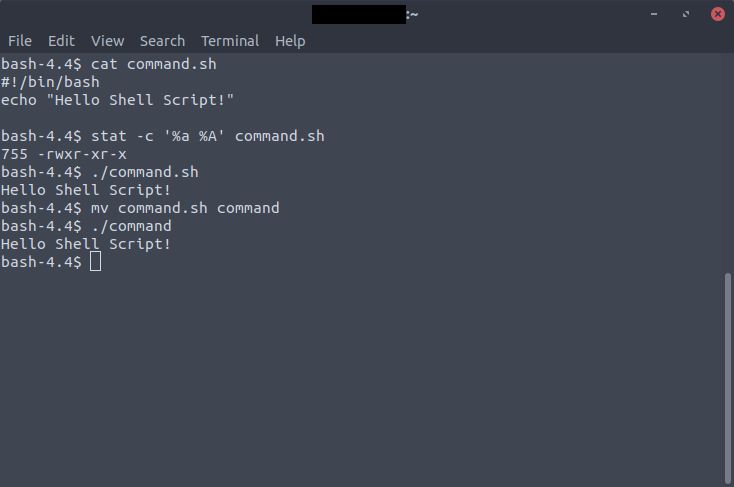 :~
File Edit View Search Terminal Help
bash-4.4$ cat command.sh
#!/bin/bash
echo "Hello Shell Script!"
bash-4.4$ stat -c '%a %A' command.sh
755 -rwxr-xr-x
bash-4.4$ ./command.sh
Hello Shell Script!
bash-4.4$ mv command.sh command
bash-4.4$ ./command
Hello Shell Script!
bash-4.4$